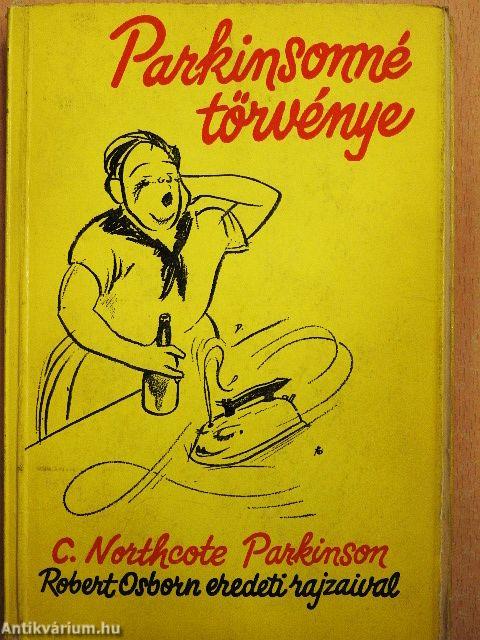 Parkinsonné
törvénye
C. Northcote Parkinson
Robert Osborn eredeti rajzaival
Antikvárium.hu